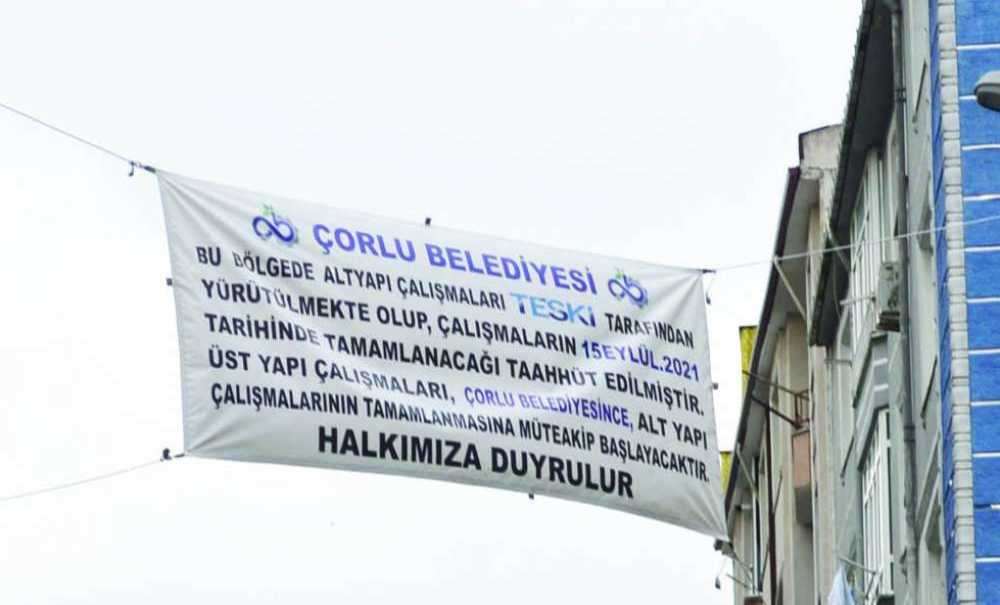 ÇORLU BELEDİYESİ
BU BÖLGEDE ALTYAPI ÇALIŞMALARI TESKİ TARAFINDAN
YÜRÜTÜLMEKTE OLUP, ÇALIŞMALARIN 15EYLÜL.2021
TARİHİNDE TAMAMLANACAĞI TAAHHÜT EDİLMİŞTİR.
ÜST YAPI ÇALIŞMALARI, ÇORLU BELEDİYESİNCE, ALT YAPI
ÇALIŞMALARININ TAMAMLANMASINA MÜTEAKİP BAŞLAYACAKTIR.
HALKIMIZA DUYRULUR